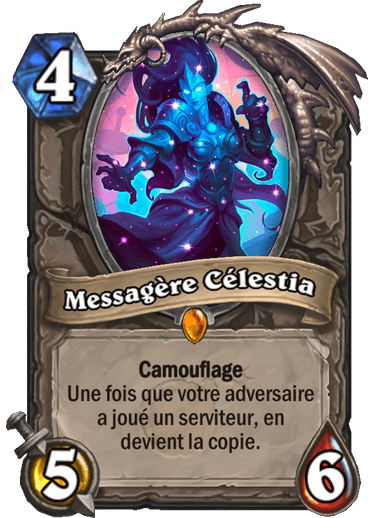 4
Messagère Célestia
Camouflage
Une fois que votre adversaire
a joué un serviteur, en
devient la copie.
5
6